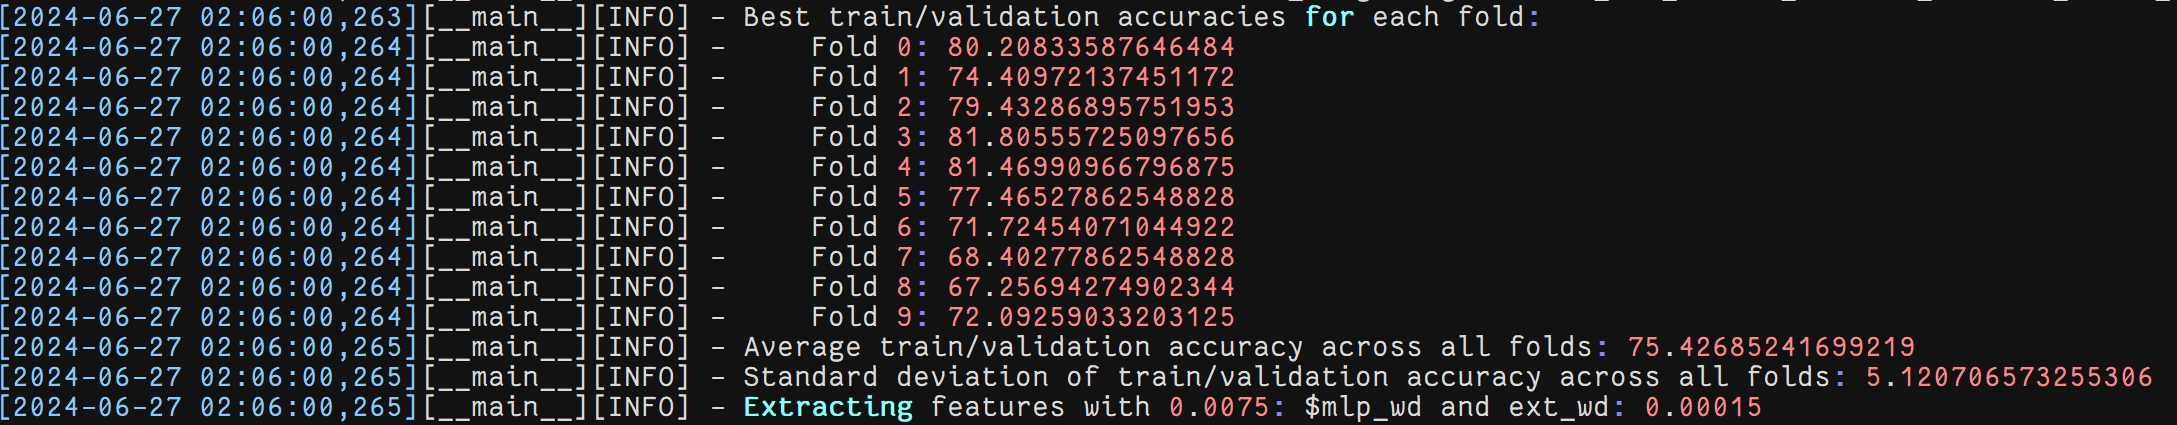 [2024-06-27 02:06:00,263][__main__][INFO] - Best train/validation accuracies for each fold:
[2024-06-27 02:06:00,264][__main__][INFO] -     Fold 0: 80.20833587646484
[2024-06-27 02:06:00,264][__main__][INFO] -     Fold 1: 74.40972137451172
[2024-06-27 02:06:00,264][__main__][INFO] -     Fold 2: 79.43286895751953
[2024-06-27 02:06:00,264][__main__][INFO] -     Fold 3: 81.80555725097656
[2024-06-27 02:06:00,264][__main__][INFO] -     Fold 4: 81.46990966796875
[2024-06-27 02:06:00,264][__main__][INFO] -     Fold 5: 77.46527862548828
[2024-06-27 02:06:00,264][__main__][INFO] -     Fold 6: 71.72454071044922
[2024-06-27 02:06:00,264][__main__][INFO] -     Fold 7: 68.40277862548828
[2024-06-27 02:06:00,264][__main__][INFO] -     Fold 8: 67.25694274902344
[2024-06-27 02:06:00,264][__main__][INFO] -     Fold 9: 72.09259033203125
[2024-06-27 02:06:00,265][__main__][INFO] - Average train/validation accuracy across all folds: 75.42685241699219
[2024-06-27 02:06:00,265][__main__][INFO] - Standard deviation of train/validation accuracy across all folds: 5.120706573255306
[2024-06-27 02:06:00,265][__main__][INFO] - Extracting features with 0.0075: $mlp_wd and ext_wd: 0.00015